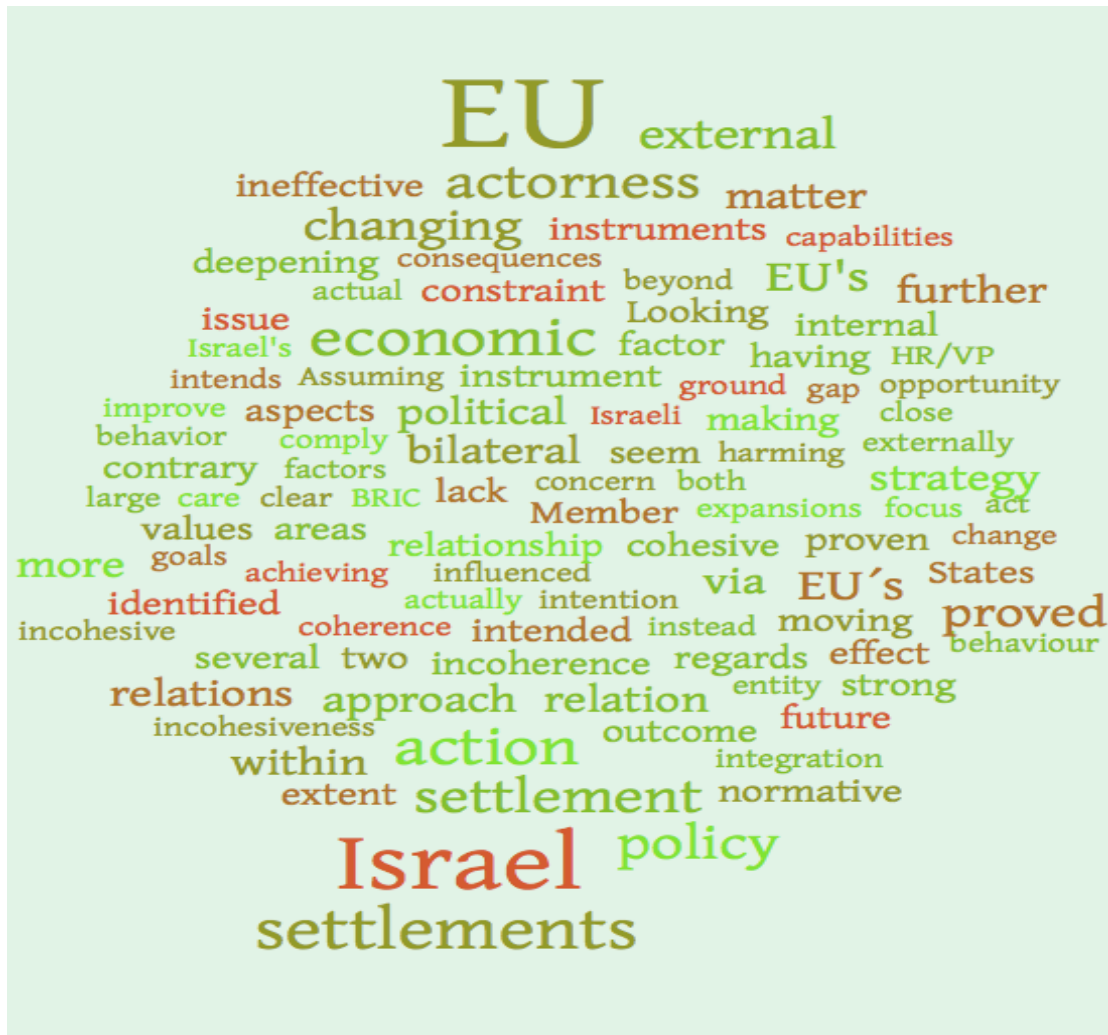 EU external
ineffective actorness matter
changing instruments capabilities
deepening consequences beyond EU's further
actual constraint Looking
issue economic factor internal
Israel's having HR/VP
intends Assuming instrument ground gap opportunity
improve aspects political Israeli making close
behavior comply bilateral seem harming externally
contrary factors concern both strategy
large care clear BRIC lack Member expansions focus act
values areas relationship cohesive proven change
more goals achieving influenced via EU´s States
identified actually intention proved
incohesive coherence intended instead moving behaviour
several two incoherence regards effect
relations approach relation entity strong
incohesiveness action outcome future
within integration
extent settlement normative
Israel policy
settlements